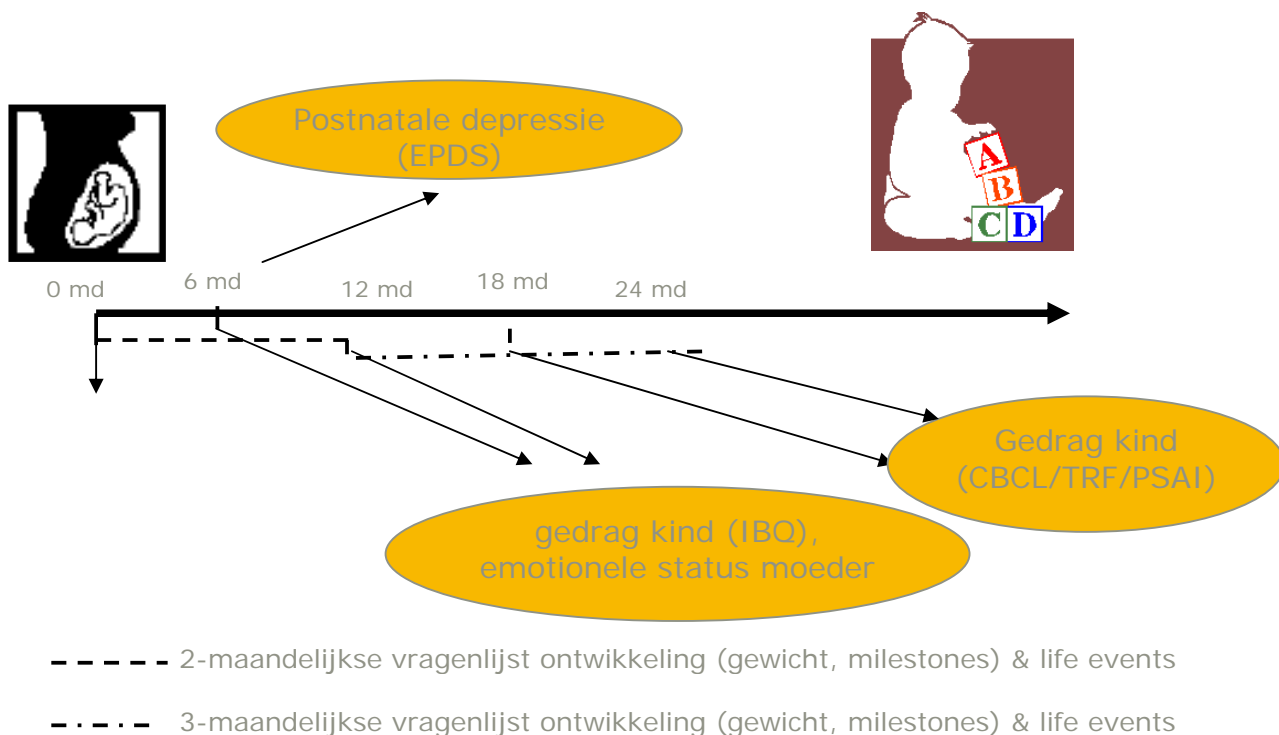 Postnatale depressie
(EPDS)
A
B
C D
0 md
6 md
12 md
18 md
24 md
Gedrag kind
(CBCL/TRF/PSAI)
gedrag kind (IBQ),
emotionele status moeder
2-maandelijkse vragenlijst ontwikkeling (gewicht, milestones) & life events
3-maandelijkse vragenlijst ontwikkeling (gewicht, milestones) & life events